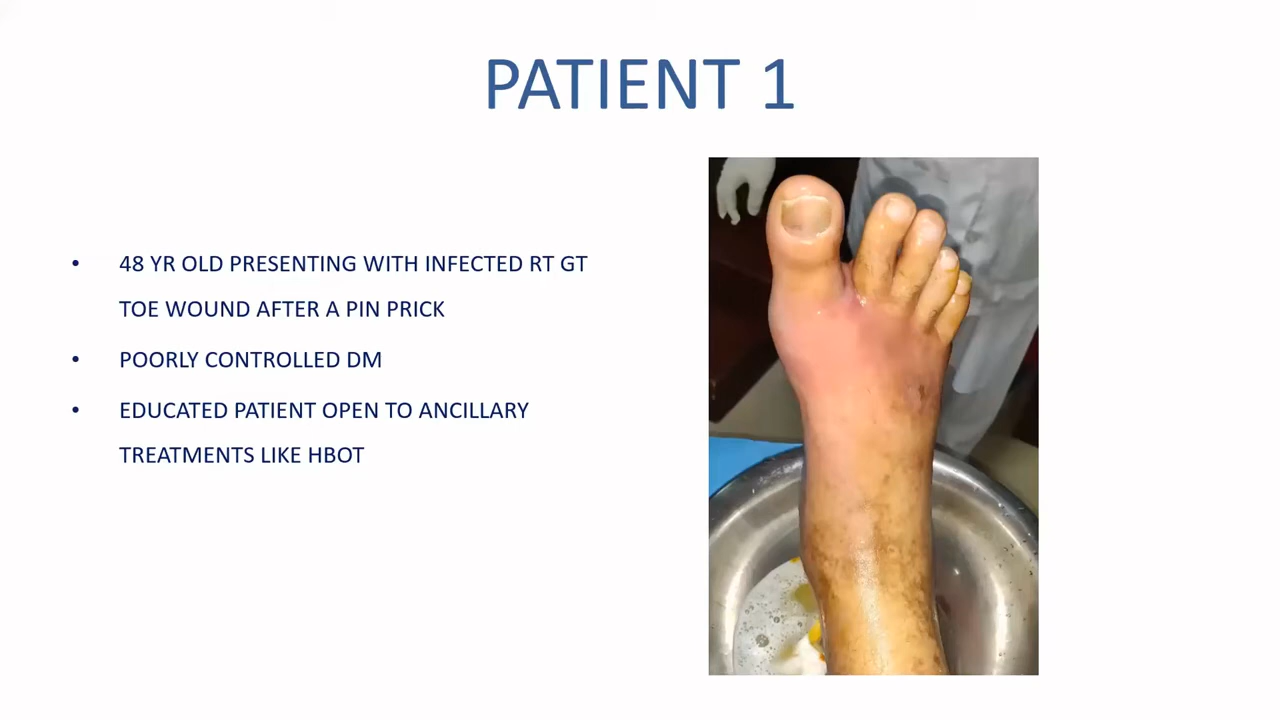 PATIENT 1
• 48 YR OLD PRESENTING WITH INFECTED RT GT
TOE WOUND AFTER A PIN PRICK
• POORLY CONTROLLED DM
• EDUCATED PATIENT OPEN TO ANCILLARY
TREATMENTS LIKE HBOT